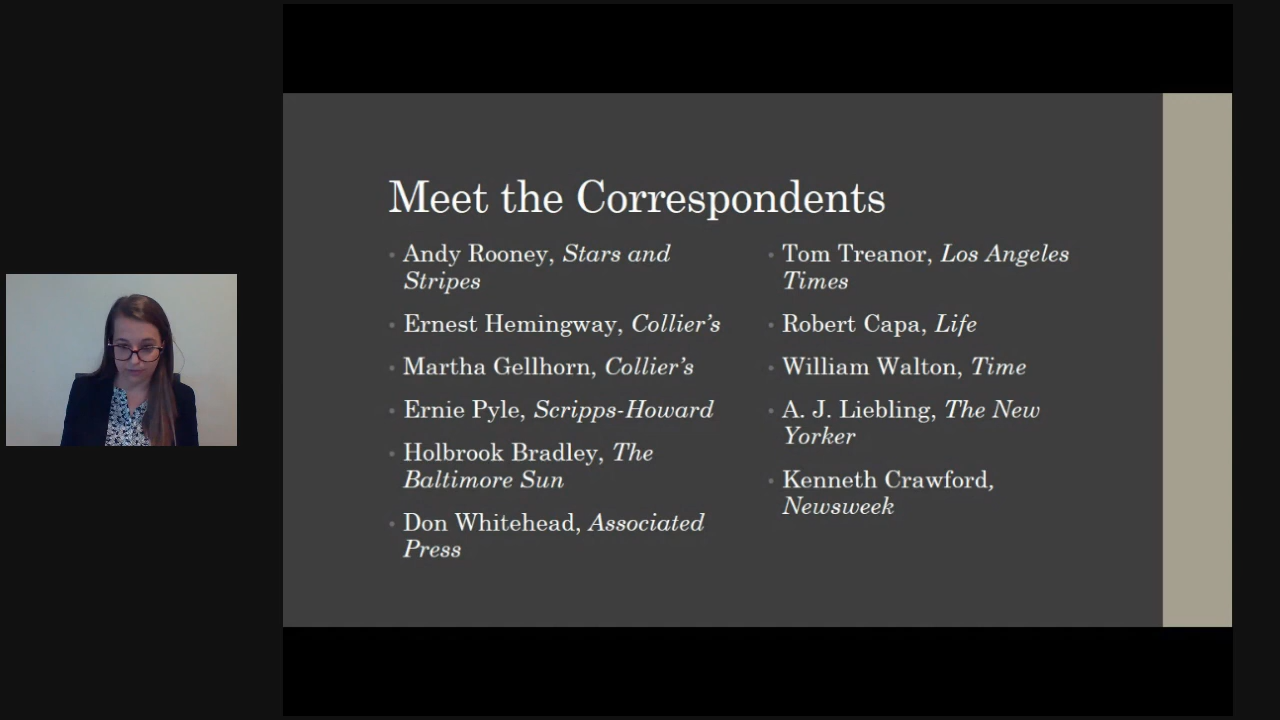 Meet the Correspondents
Andy Rooney, Stars and
Stripes
Ernest Hemingway, Collier's
Martha Gellhorn, Collier's
Ernie Pyle, Scripps-Howard
Holbrook Bradley, The
Baltimore Sun
Don Whitehead, Associated
Press
Tom Treanor, Los Angeles
Times
Robert Capa, Life
William Walton, Time
A. J. Liebling, The New
Yorker
Kenneth Crawford,
Newsweek